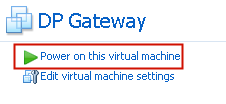 DP Gateway
Power on this virtual machine
Edit virtual machine settings